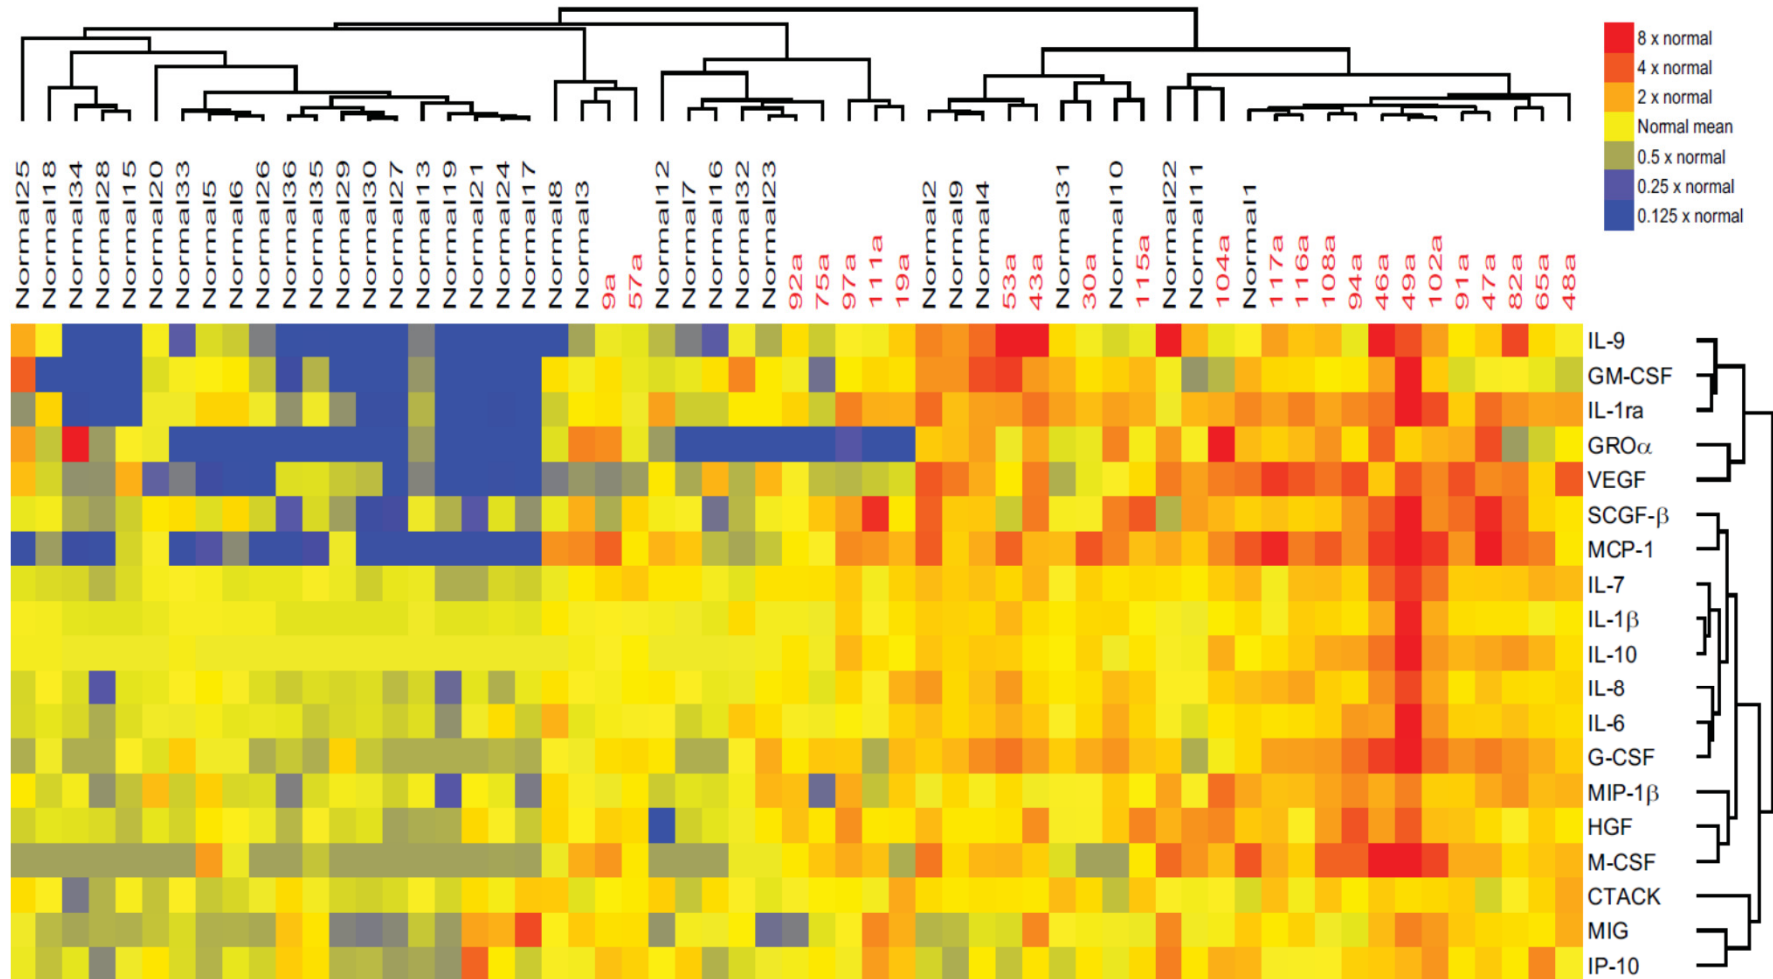 8 x normal
4 x normal
2 x normal
Normal mean
0.5 x normal
0.25 x normal
0.125 x normal
Normal25
Normal18
Normal34
Normal28
Normal15
Normal20
Normal33
Normal5
Normal6
Normal26
Normal36
Normal35
Normal29
Normal30
Normal27
Normal13
Normal19
Normal21
Normal24
Normal17
Normal8
Normal3
9a
57a
Normal12
Normal7
Normal16
Normal32
Normal23
92a
75a
97a
111a
19a
Normal2
Normal9
Normal4
53a
43a
Normal31
30a
Normal10
115a
Normal22
Normal11
104a
Normal1
117a
116a
108a
94a
46a
49a
102a
91a
47a
82a
65a
48a
IL-9
GM-CSF
IL-1ra
GROα
VEGF
SCGF-β
MCP-1
IL-7
IL-1β
IL-10
IL-8
IL-6
G-CSF
MIP-1β
HGF
M-CSF
CTACK
MIG
IP-10